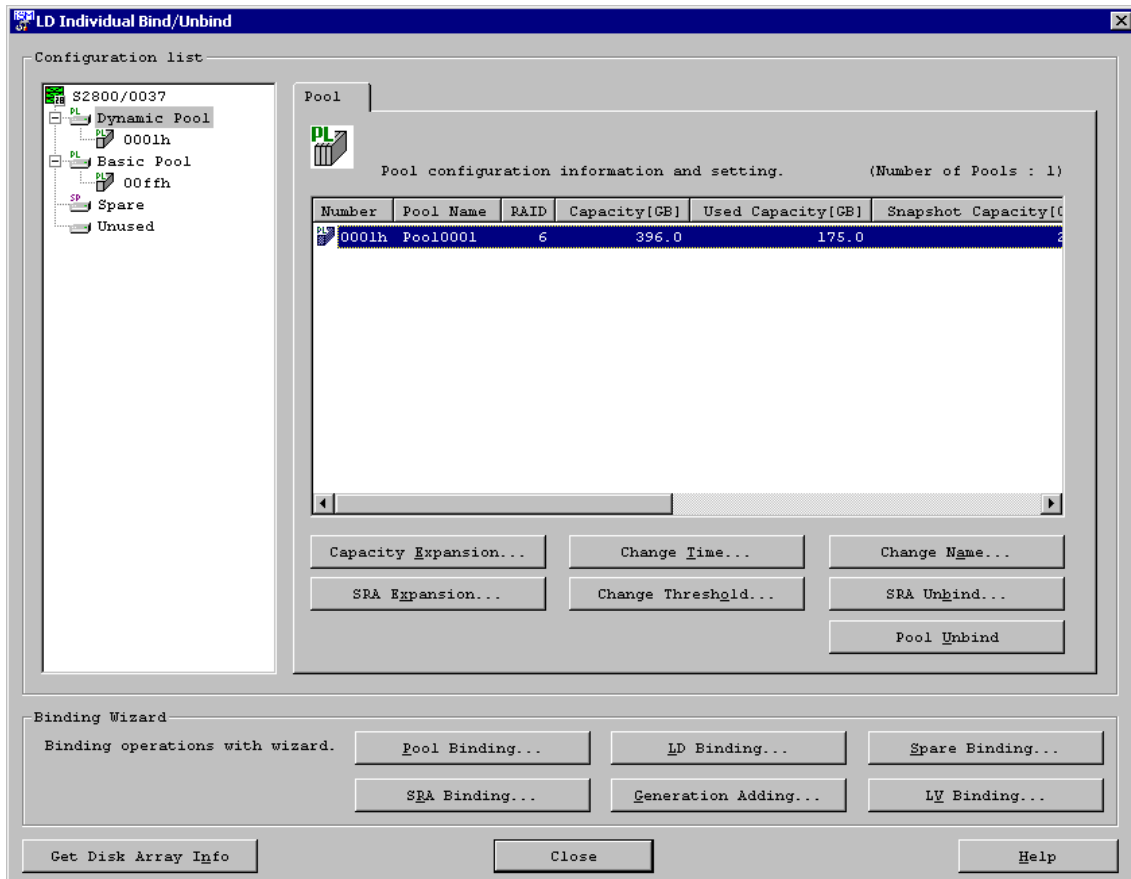 LD Individual Bind/Unbind
Configuration list
S2800/0037
Dynamic Pool
0001h
Basic Pool
00ffh
Spare
Unused
Pool
Pool configuration information and setting. (Number of Pools : 1)
Number Pool Name RAID Capacity[GB] Used Capacity[GB] Snapshot Capacity[G
0001h Pool0001 6 396.0 175.0 2
Capacity Expansion... Change Time... Change Name...
SRA Expansion... Change Threshold... SRA Unbind...
Pool Unbind
Binding Wizard
Binding operations with wizard. Pool Binding... LD Binding... Spare Binding...
SRA Binding... Generation Adding... LV Binding...
Get Disk Array Info Close Help